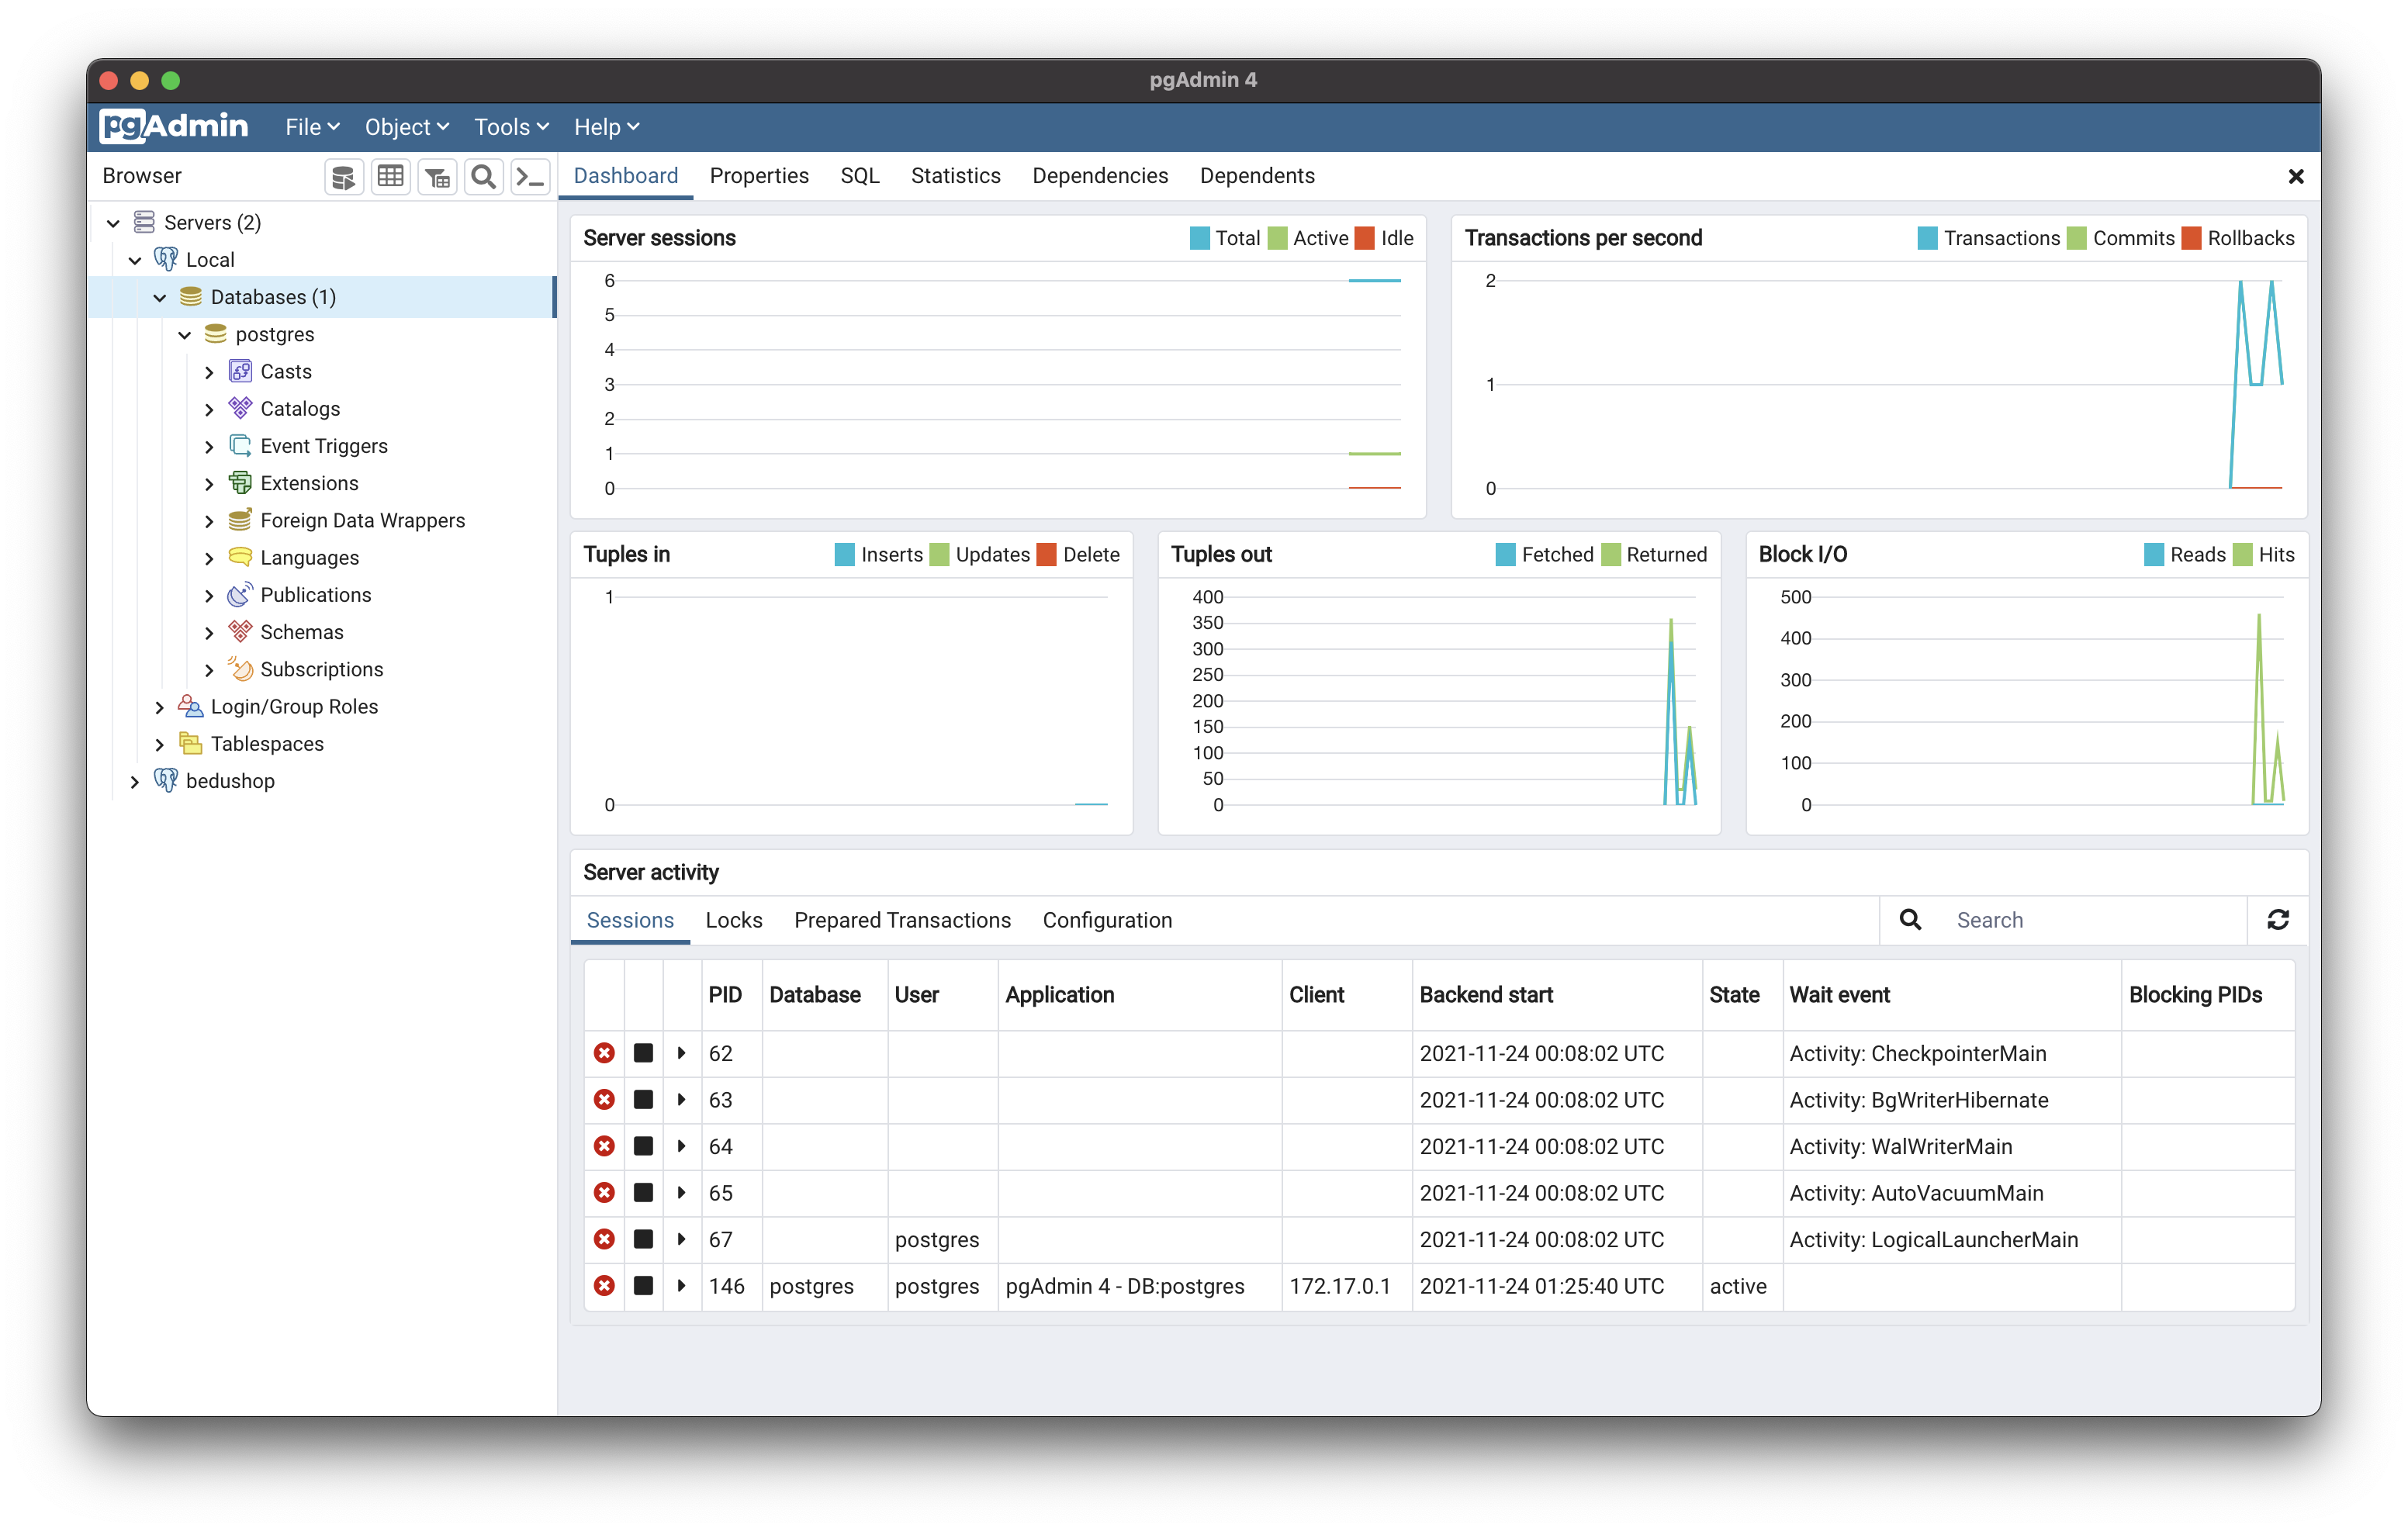 pgAdmin 4
pgAdmin File Object Tools Help
Browser
Dashboard Properties SQL Statistics Dependencies Dependents
Servers (2)
Local
Databases (1)
postgres
Casts
Catalogs
Event Triggers
Extensions
Foreign Data Wrappers
Languages
Publications
Schemas
Subscriptions
Login/Group Roles
Tablespaces
bedushop
Server sessions Total Active Idle
6
5
4
3
2
1
0
Transactions per second Transactions Commits Rollbacks
2
1
0
Tuples in Inserts Updates Delete
1
0
Tuples out Fetched Returned
400
350
300
250
200
150
100
50
0
Block I/O Reads Hits
500
400
300
200
100
0
Server activity
Sessions Locks Prepared Transactions Configuration Search
PID Database User Application Client Backend start State Wait event Blocking PIDs
62 2021-11-24 00:08:02 UTC Activity: CheckpointerMain
63 2021-11-24 00:08:02 UTC Activity: BgWriterHibernate
64 2021-11-24 00:08:02 UTC Activity: WalWriterMain
65 2021-11-24 00:08:02 UTC Activity: AutoVacuumMain
67 postgres 2021-11-24 00:08:02 UTC Activity: LogicalLauncherMain
146 postgres postgres pgAdmin 4 - DB:postgres 172.17.0.1 2021-11-24 01:25:40 UTC active